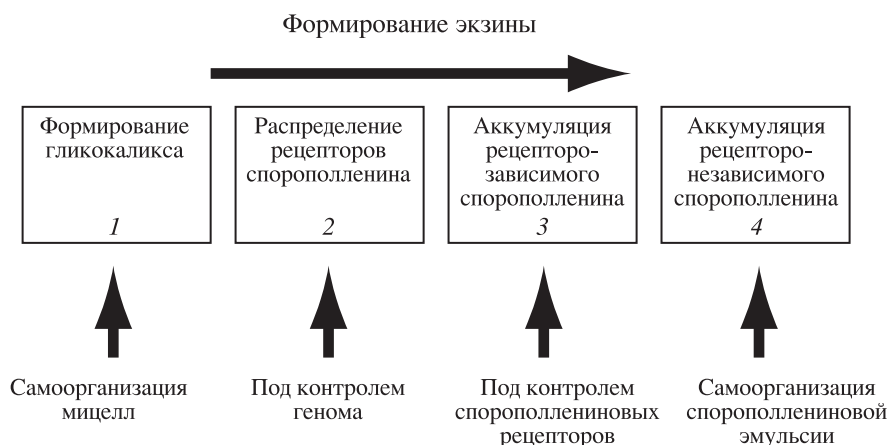 Формирование экзины
Формирование
гликокаликса
1
Распределение
рецепторов
спорополленина
2
Аккумуляция
рецепторо-
зависимого
спорополленина
3
Аккумуляция
рецепторо-
независимого
спорополленина
4
Самоорганизация
мицелл
Под контролем
генома
Под контролем
спорополлениновых
рецепторов
Самоорганизация
спорополлениновой
эмульсии